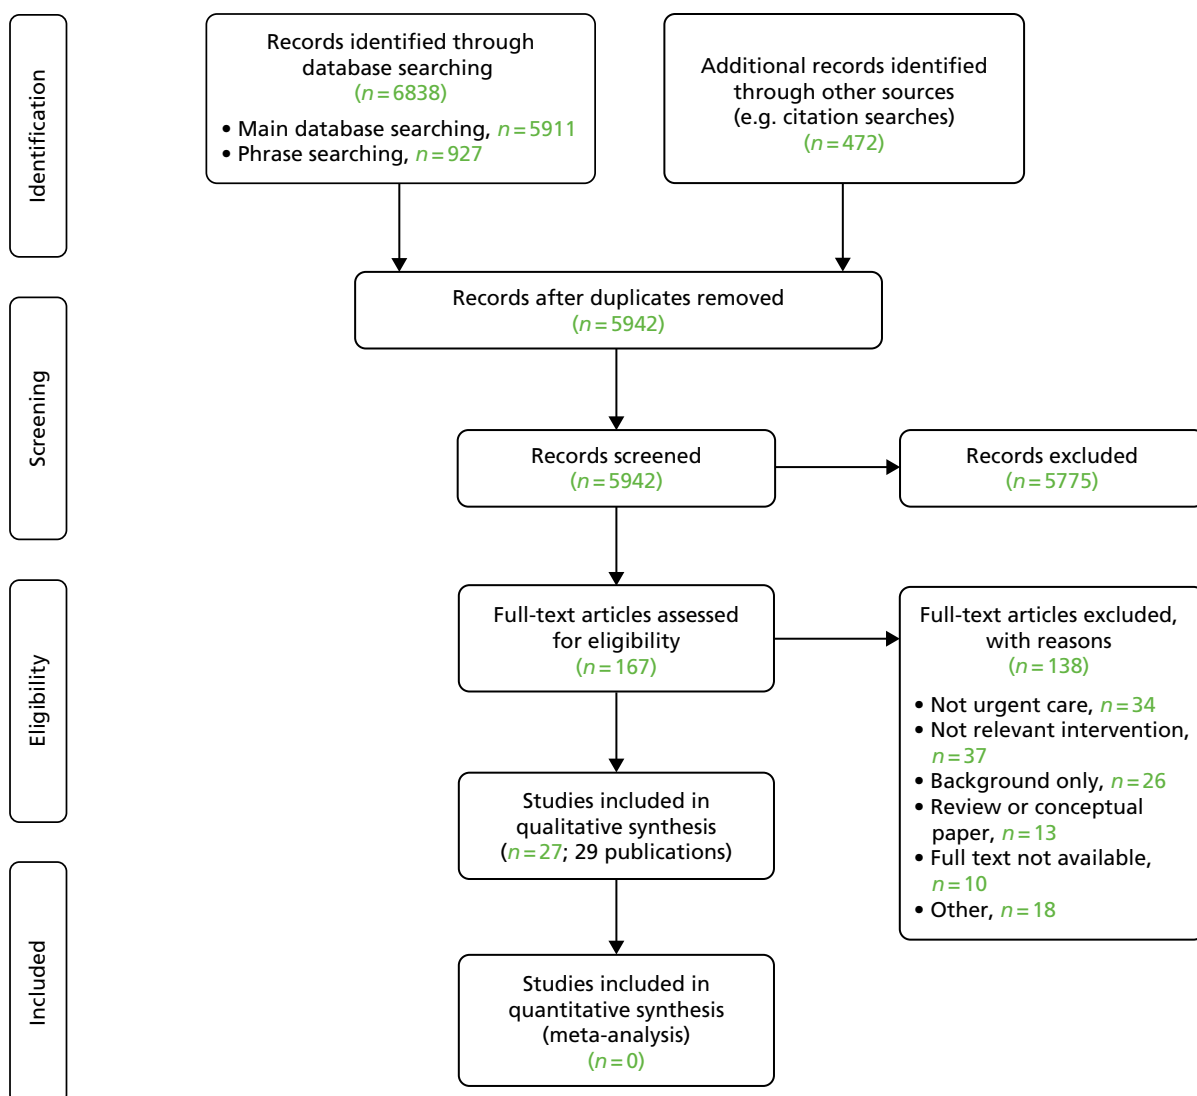 Identification
Records identified through
database searching
(n=6838)
• Main database searching, n=5911
• Phrase searching, n=927
Additional records identified
through other sources
(e.g. citation searches)
(n=472)
Screening
Records after duplicates removed
(n=5942)
Records screened
(n=5942)
Records excluded
(n=5775)
Eligibility
Full-text articles assessed
for eligibility
(n=167)
Full-text articles excluded,
with reasons
(n=138)
• Not urgent care, n=34
• Not relevant intervention,
n=37
• Background only, n=26
• Review or conceptual
paper, n=13
• Full text not available,
n=10
• Other, n=18
Studies included in
qualitative synthesis
(n=27; 29 publications)
Included
Studies included in
quantitative synthesis
(meta-analysis)
(n=0)